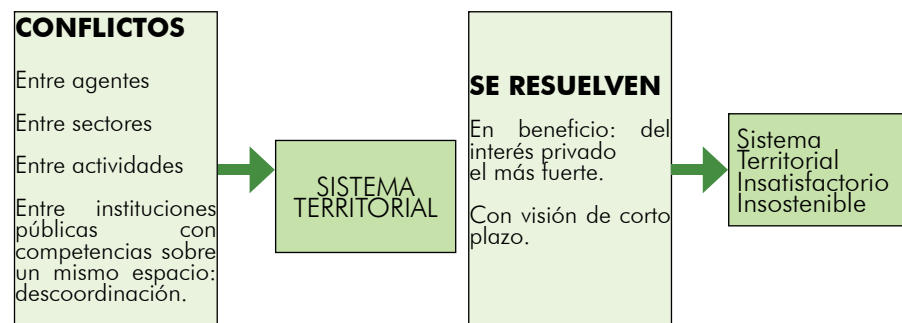 CONFLICTOS
Entre agentes
Entre sectores
Entre actividades
Entre instituciones
públicas con
competencias sobre
un mismo espacio:
descoordinación.
SISTEMA
TERRITORIAL
SE RESUELVEN
En beneficio: del
interés privado
el más fuerte.
Con visión de corto
plazo.
Sistema
Territorial
Insatisfactorio
Insostenible